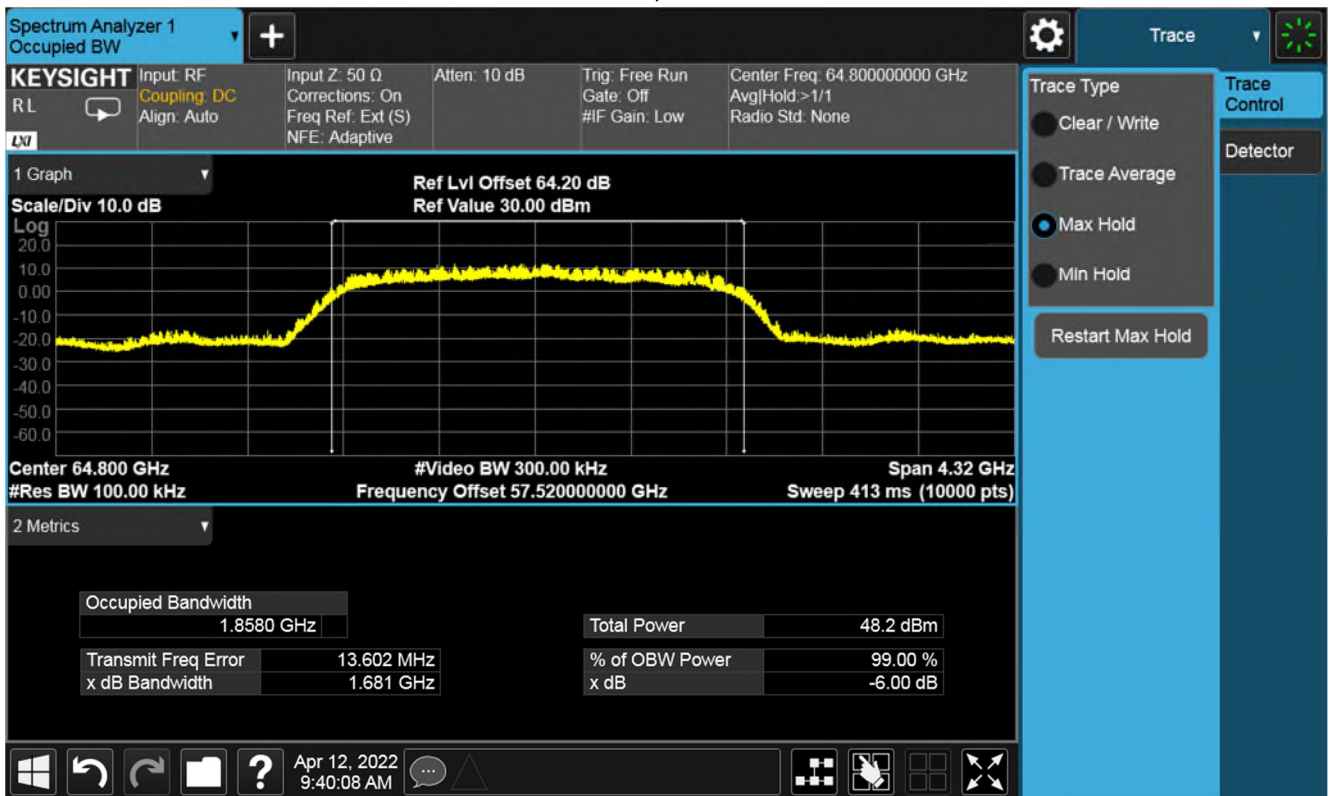 Spectrum Analyzer 1
Occupied BW
+
Trace
KEYSIGHT
R L
LXI
Input: RF
Coupling: DC
Align: Auto
Input Z: 50 Ω
Corrections: On
Freq Ref: Ext (S)
NFE: Adaptive
Atten: 10 dB
Trig: Free Run
Gate: Off
#IF Gain: Low
Center Freq: 64.800000000 GHz
Avg|Hold:>1/1
Radio Std: None
Trace Type
Clear / Write
Trace Average
Max Hold
Min Hold
Restart Max Hold
Trace
Control
Detector
1 Graph
Scale/Div 10.0 dB
Ref Lvl Offset 64.20 dB
Ref Value 30.00 dBm
Log
20.0
10.0
0.00
-10.0
-20.0
-30.0
-40.0
-50.0
-60.0
Center 64.800 GHz
#Video BW 300.00 kHz
Span 4.32 GHz
#Res BW 100.00 kHz
Frequency Offset 57.520000000 GHz
Sweep 413 ms (10000 pts)
2 Metrics
Occupied Bandwidth
1.8580 GHz
Total Power 48.2 dBm
Transmit Freq Error 13.602 MHz
% of OBW Power 99.00 %
x dB Bandwidth 1.681 GHz
x dB -6.00 dB
?
Apr 12, 2022
9:40:08 AM